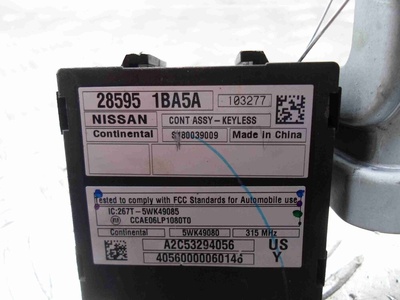 28595 1BA5A 103277
NISSAN CONT ASSY-KEYLESS
Continental S180039009 Made in China
Tested to comply with FCC Standards for Automobile use.
IC:267T-5WK49085
CCAE06LP1080T0
Continental 5WK49080 315 MHz
A2C53294056 US
40560000060146 Y